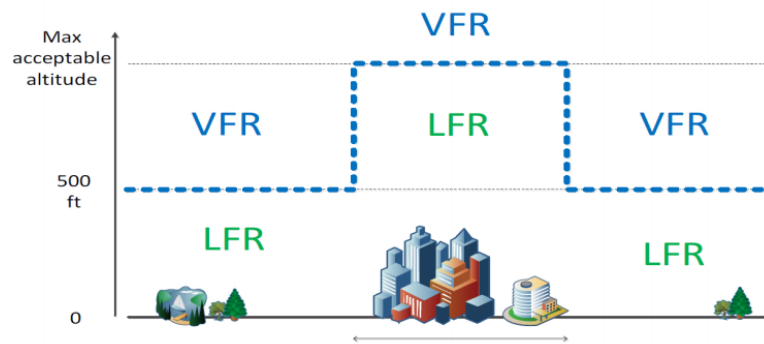 VFR
Max
acceptable
altitude
VFR
LFR
VFR
500
ft
LFR
LFR
0